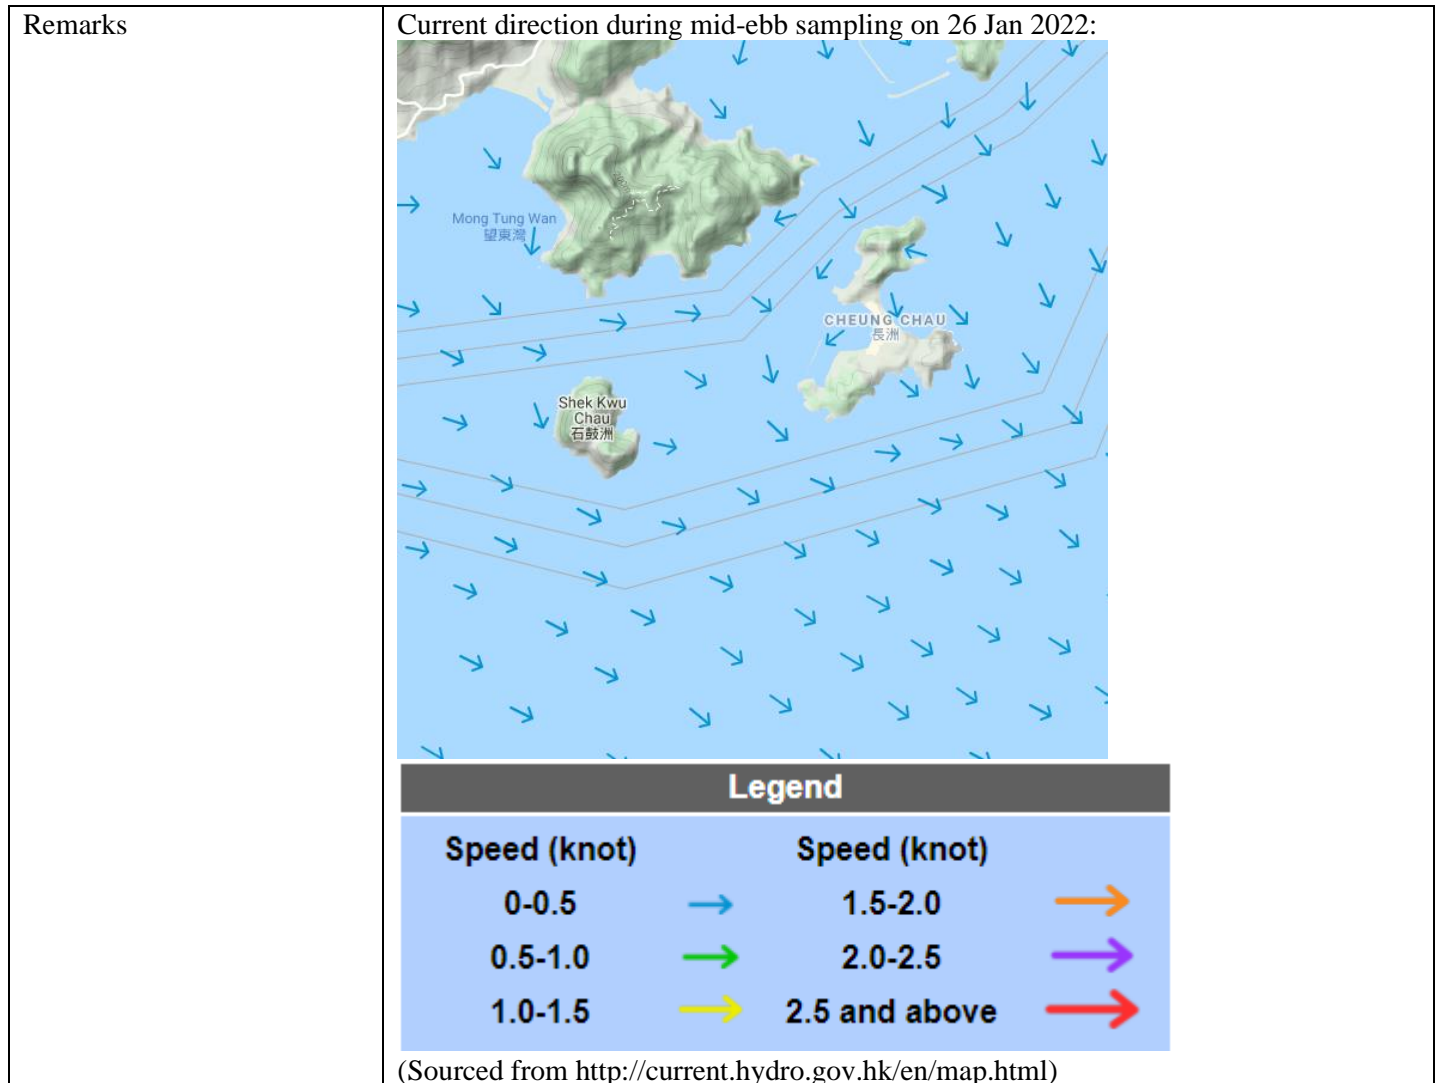 Remarks
Current direction during mid-ebb sampling on 26 Jan 2022:
Mong Tung Wan
望東灣
CHEUNG CHAU
長洲
Shek Kwu
Chau
石鼓洲
Legend
Speed (knot) Speed (knot)
0-0.5 1.5-2.0
0.5-1.0 2.0-2.5
1.0-1.5 2.5 and above
(Sourced from http://current.hydro.gov.hk/en/map.html)